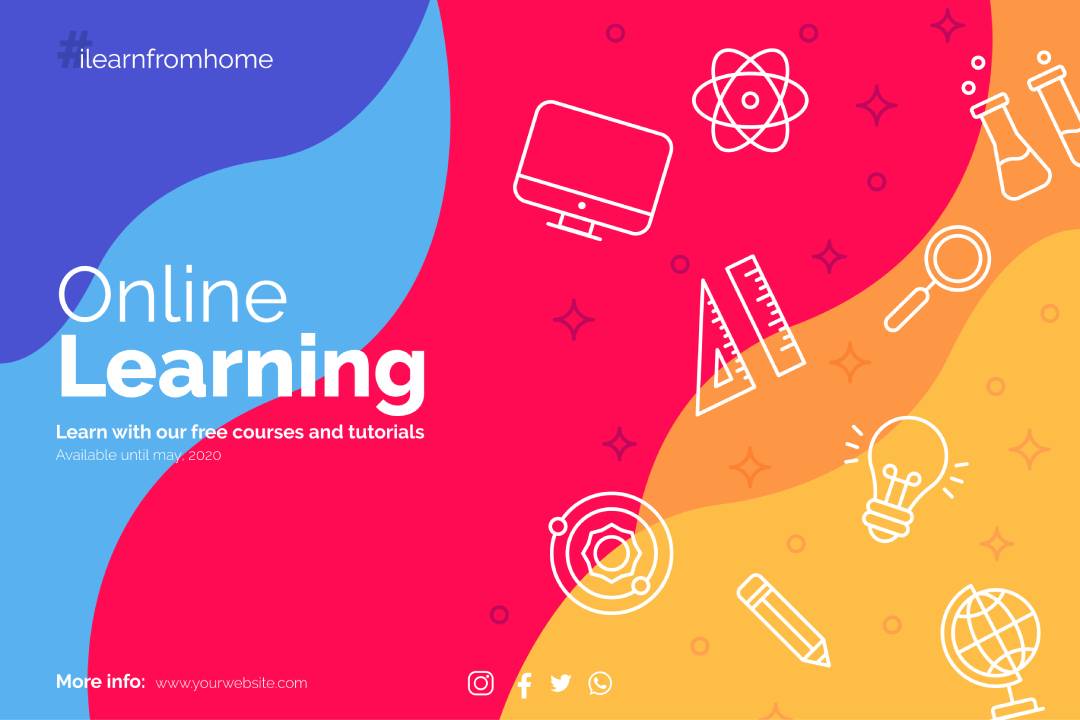 #ilearnfromhome
Online
Learning
Learn with our free courses and tutorials
Available until may, 2020
More info: www.yourwebsite.com